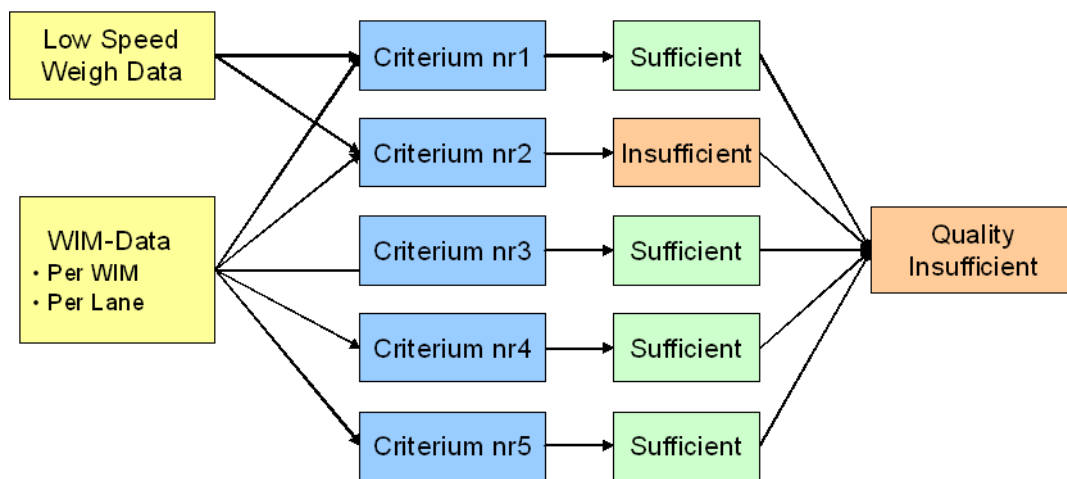 Low Speed
Weigh Data
Criterium nr1
Sufficient
Criterium nr2
Insufficient
WIM-Data
• Per WIM
• Per Lane
Criterium nr3
Sufficient
Quality
Insufficient
Criterium nr4
Sufficient
Criterium nr5
Sufficient